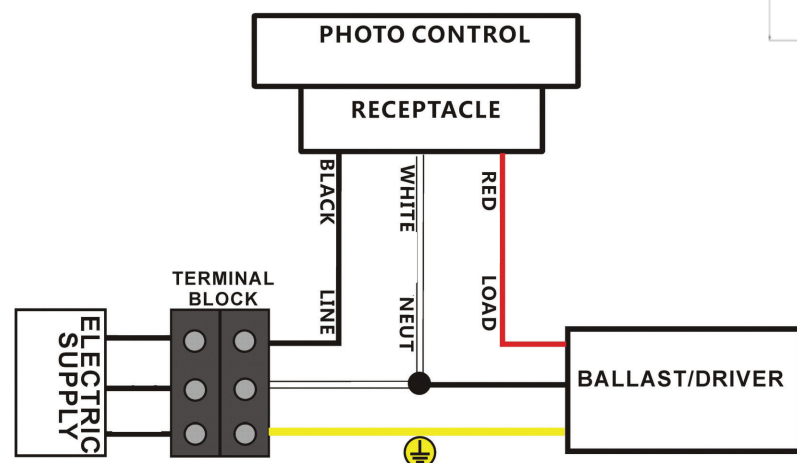 PHOTO CONTROL
RECEPTACLE
BLACK
WHITE
RED
LINE
NEUT
LOAD
TERMINAL
BLOCK
ELECTRIC
SUPPLY
BALLAST/DRIVER